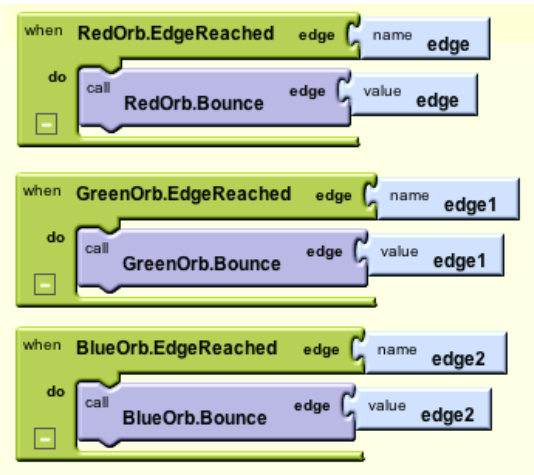 when RedOrb.EdgeReached edge name edge
do call RedOrb.Bounce edge value edge
when GreenOrb.EdgeReached edge name edge1
do call GreenOrb.Bounce edge value edge1
when BlueOrb.EdgeReached edge name edge2
do call BlueOrb.Bounce edge value edge2